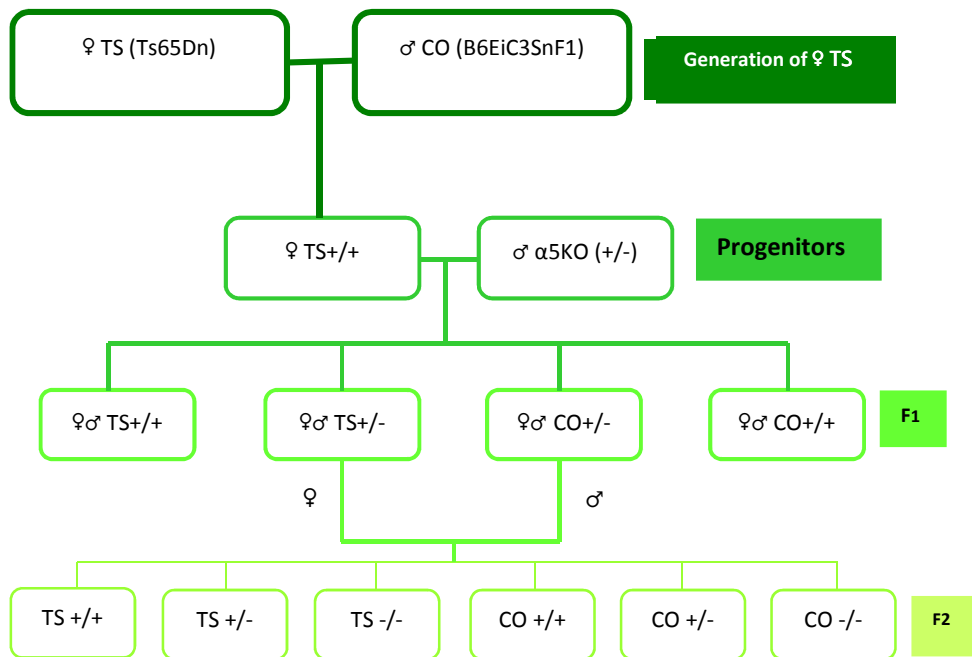 ♀ TS (Ts65Dn)
♂ CO (B6EiC3SnF1)
Generation of ♀ TS
♀ TS+/+
♂ α5KO (+/-)
Progenitors
♀♂ TS+/+
♀♂ TS+/-
♀♂ CO+/-
♀♂ CO+/+
F1
♀
♂
TS +/+
TS +/-
TS -/-
CO +/+
CO +/-
CO -/-
F2